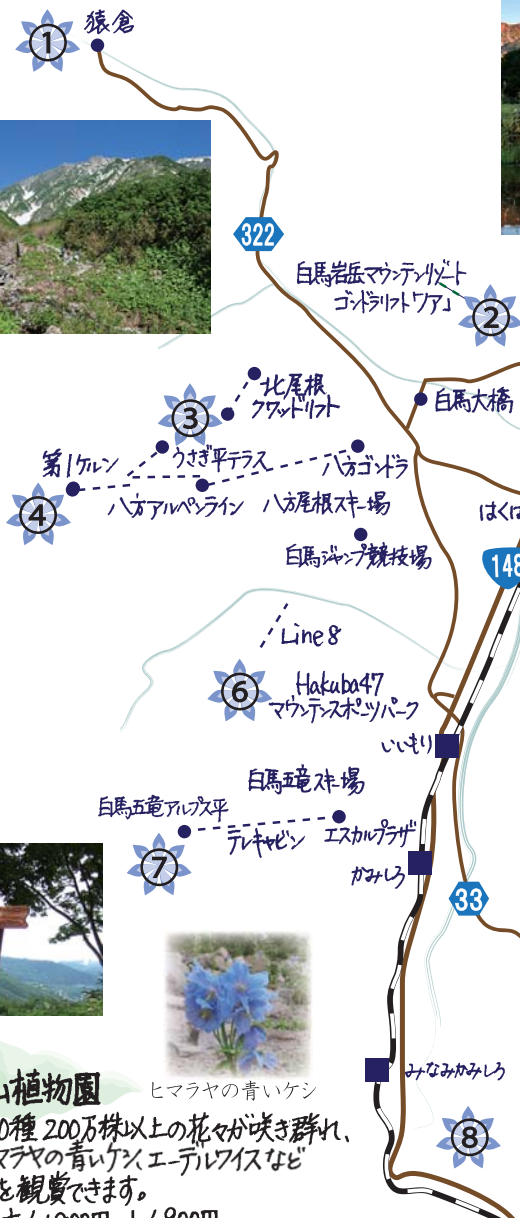 ① 猿倉
322
白馬岩岳マウンテンリゾート
ゴンドラリフト「ノア」
②
北尾根
クワッドリフト
白馬大橋
③
第1ケルン
うさぎ平テラス
八方ゴンドラ
④
八方アルペンライン
八方尾根スキー場
白馬ジャンプ競技場
148
Line 8
⑥
Hakuba47
マウンテンスポーツパーク
いいもり
白馬五竜スキー場
白馬五竜アルプス平
テレキャビン
エスカルプラザ
⑦
かみしろ
33
ヒマラヤの青いケシ
みなみかみしろ
植物園
0種 200万株以上の花々が咲き群れ、
マラヤの青いケシ、エーデルワイスなど
を観賞できます。
⑧